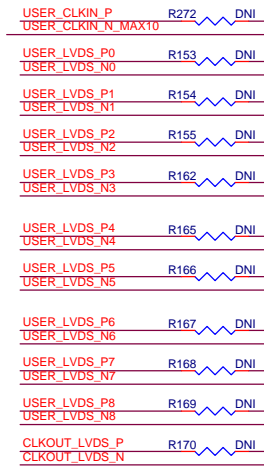 USER_CLKIN_P R272 DNI
USER_CLKIN_N_MAX10
USER_LVDS_P0 R153 DNI
USER_LVDS_N0
USER_LVDS_P1 R154 DNI
USER_LVDS_N1
USER_LVDS_P2 R155 DNI
USER_LVDS_N2
USER_LVDS_P3 R162 DNI
USER_LVDS_N3
USER_LVDS_P4 R165 DNI
USER_LVDS_N4
USER_LVDS_P5 R166 DNI
USER_LVDS_N5
USER_LVDS_P6 R167 DNI
USER_LVDS_N6
USER_LVDS_P7 R168 DNI
USER_LVDS_N7
USER_LVDS_P8 R169 DNI
USER_LVDS_N8
CLKOUT_LVDS_P R170 DNI
CLKOUT_LVDS_N